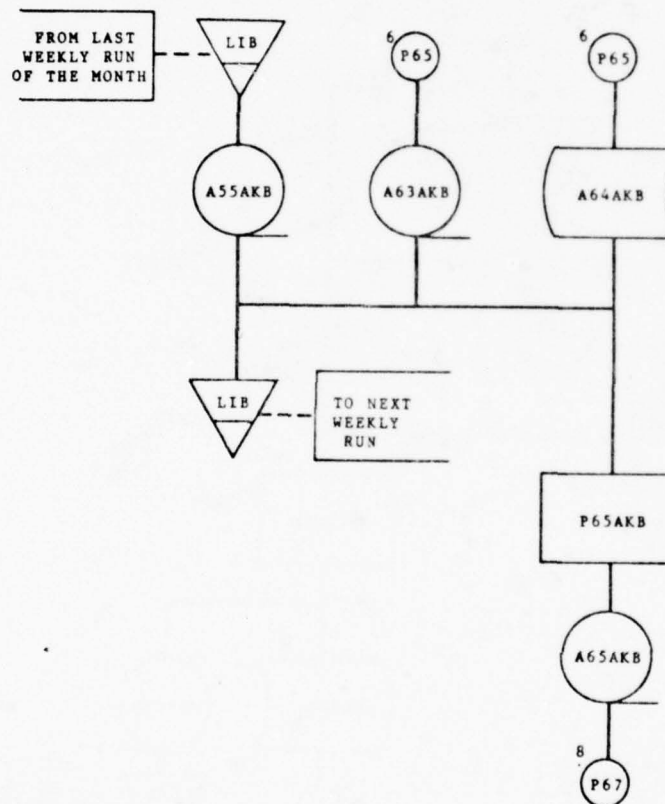 FROM LAST
WEEKLY RUN
OF THE MONTH
LIB
6
P65
6
P65
A55AKB
A63AKB
A64AKB
LIB
TO NEXT
WEEKLY
RUN
P65AKB
A65AKB
8
P67